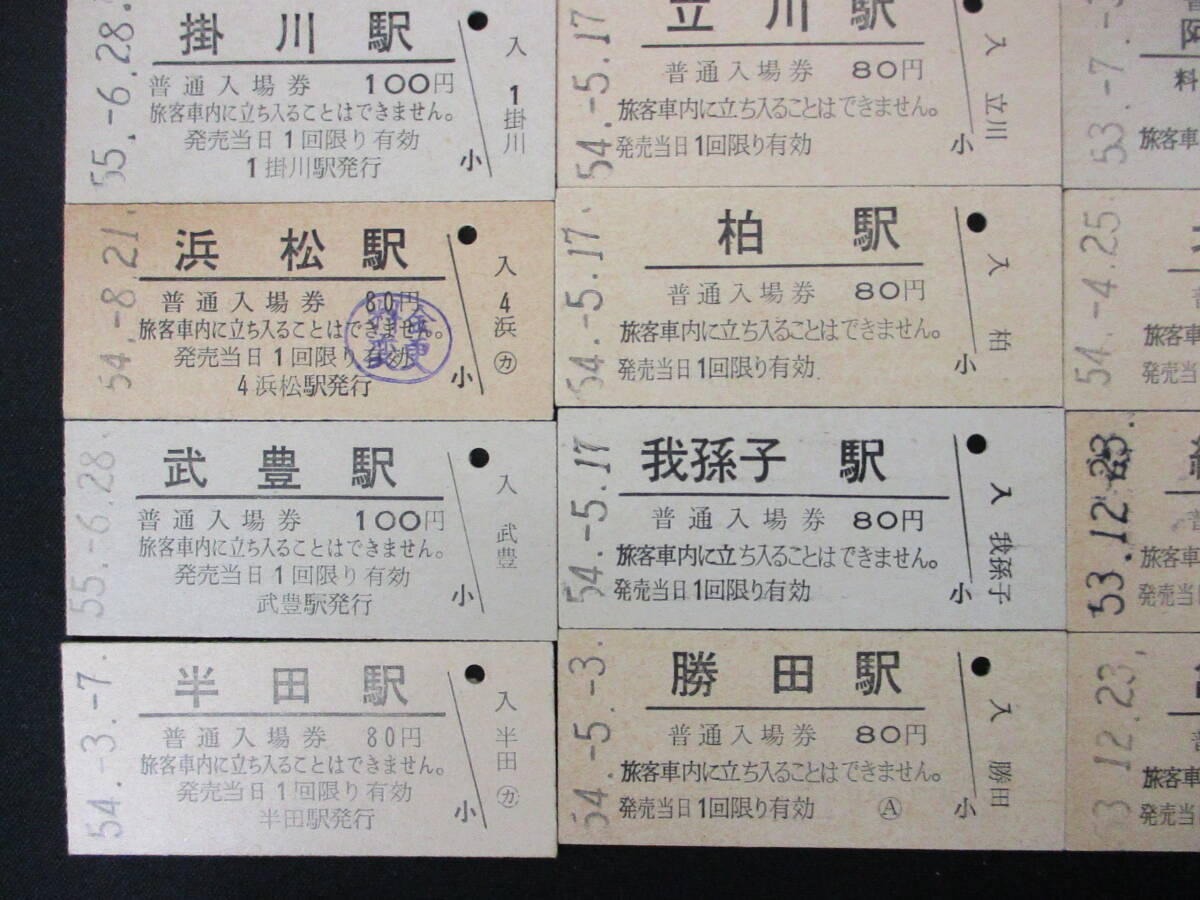 55.-6.28.
掛川駅
普通入場券 100円
旅客車内に立ち入ることはできません。
発売当日1回限り有効
1掛川駅発行
小
入
1
掛川
54.-8.21.
浜松駅
普通入場券 80円
旅客車内に立ち入ることはできません。
発売当日1回限り有効
4浜松駅発行
小
入
4
浜
㋕
55.-6.28.
武豊駅
普通入場券 100円
旅客車内に立ち入ることはできません。
発売当日1回限り有効
武豊駅発行
小
入
武豊
54.-3.-7.
半田駅
普通入場券 80円
旅客車内に立ち入ることはできません。
発売当日1回限り有効
半田駅発行
小
入
半田
㋕
54.-5.17
立川駅
普通入場券 80円
旅客車内に立ち入ることはできません。
発売当日1回限り有効
小
入
立川
54.-5.17.
柏駅
普通入場券 80円
旅客車内に立ち入ることはできません。
発売当日1回限り有効
小
入
柏
54.-5.17
我孫子駅
普通入場券 80円
旅客車内に立ち入ることはできません。
発売当日1回限り有効
小
入
我孫子
54.-5.-3.
勝田駅
普通入場券 80円
旅客車内に立ち入ることはできません。
発売当日1回限り有効
Ⓐ
小
入
勝田
53.-7.-3
料
旅客車
54.-4.25
旅客車
発売当
53.12.23.
旅客車
発売当
53.12.23.
旅客車
発売当